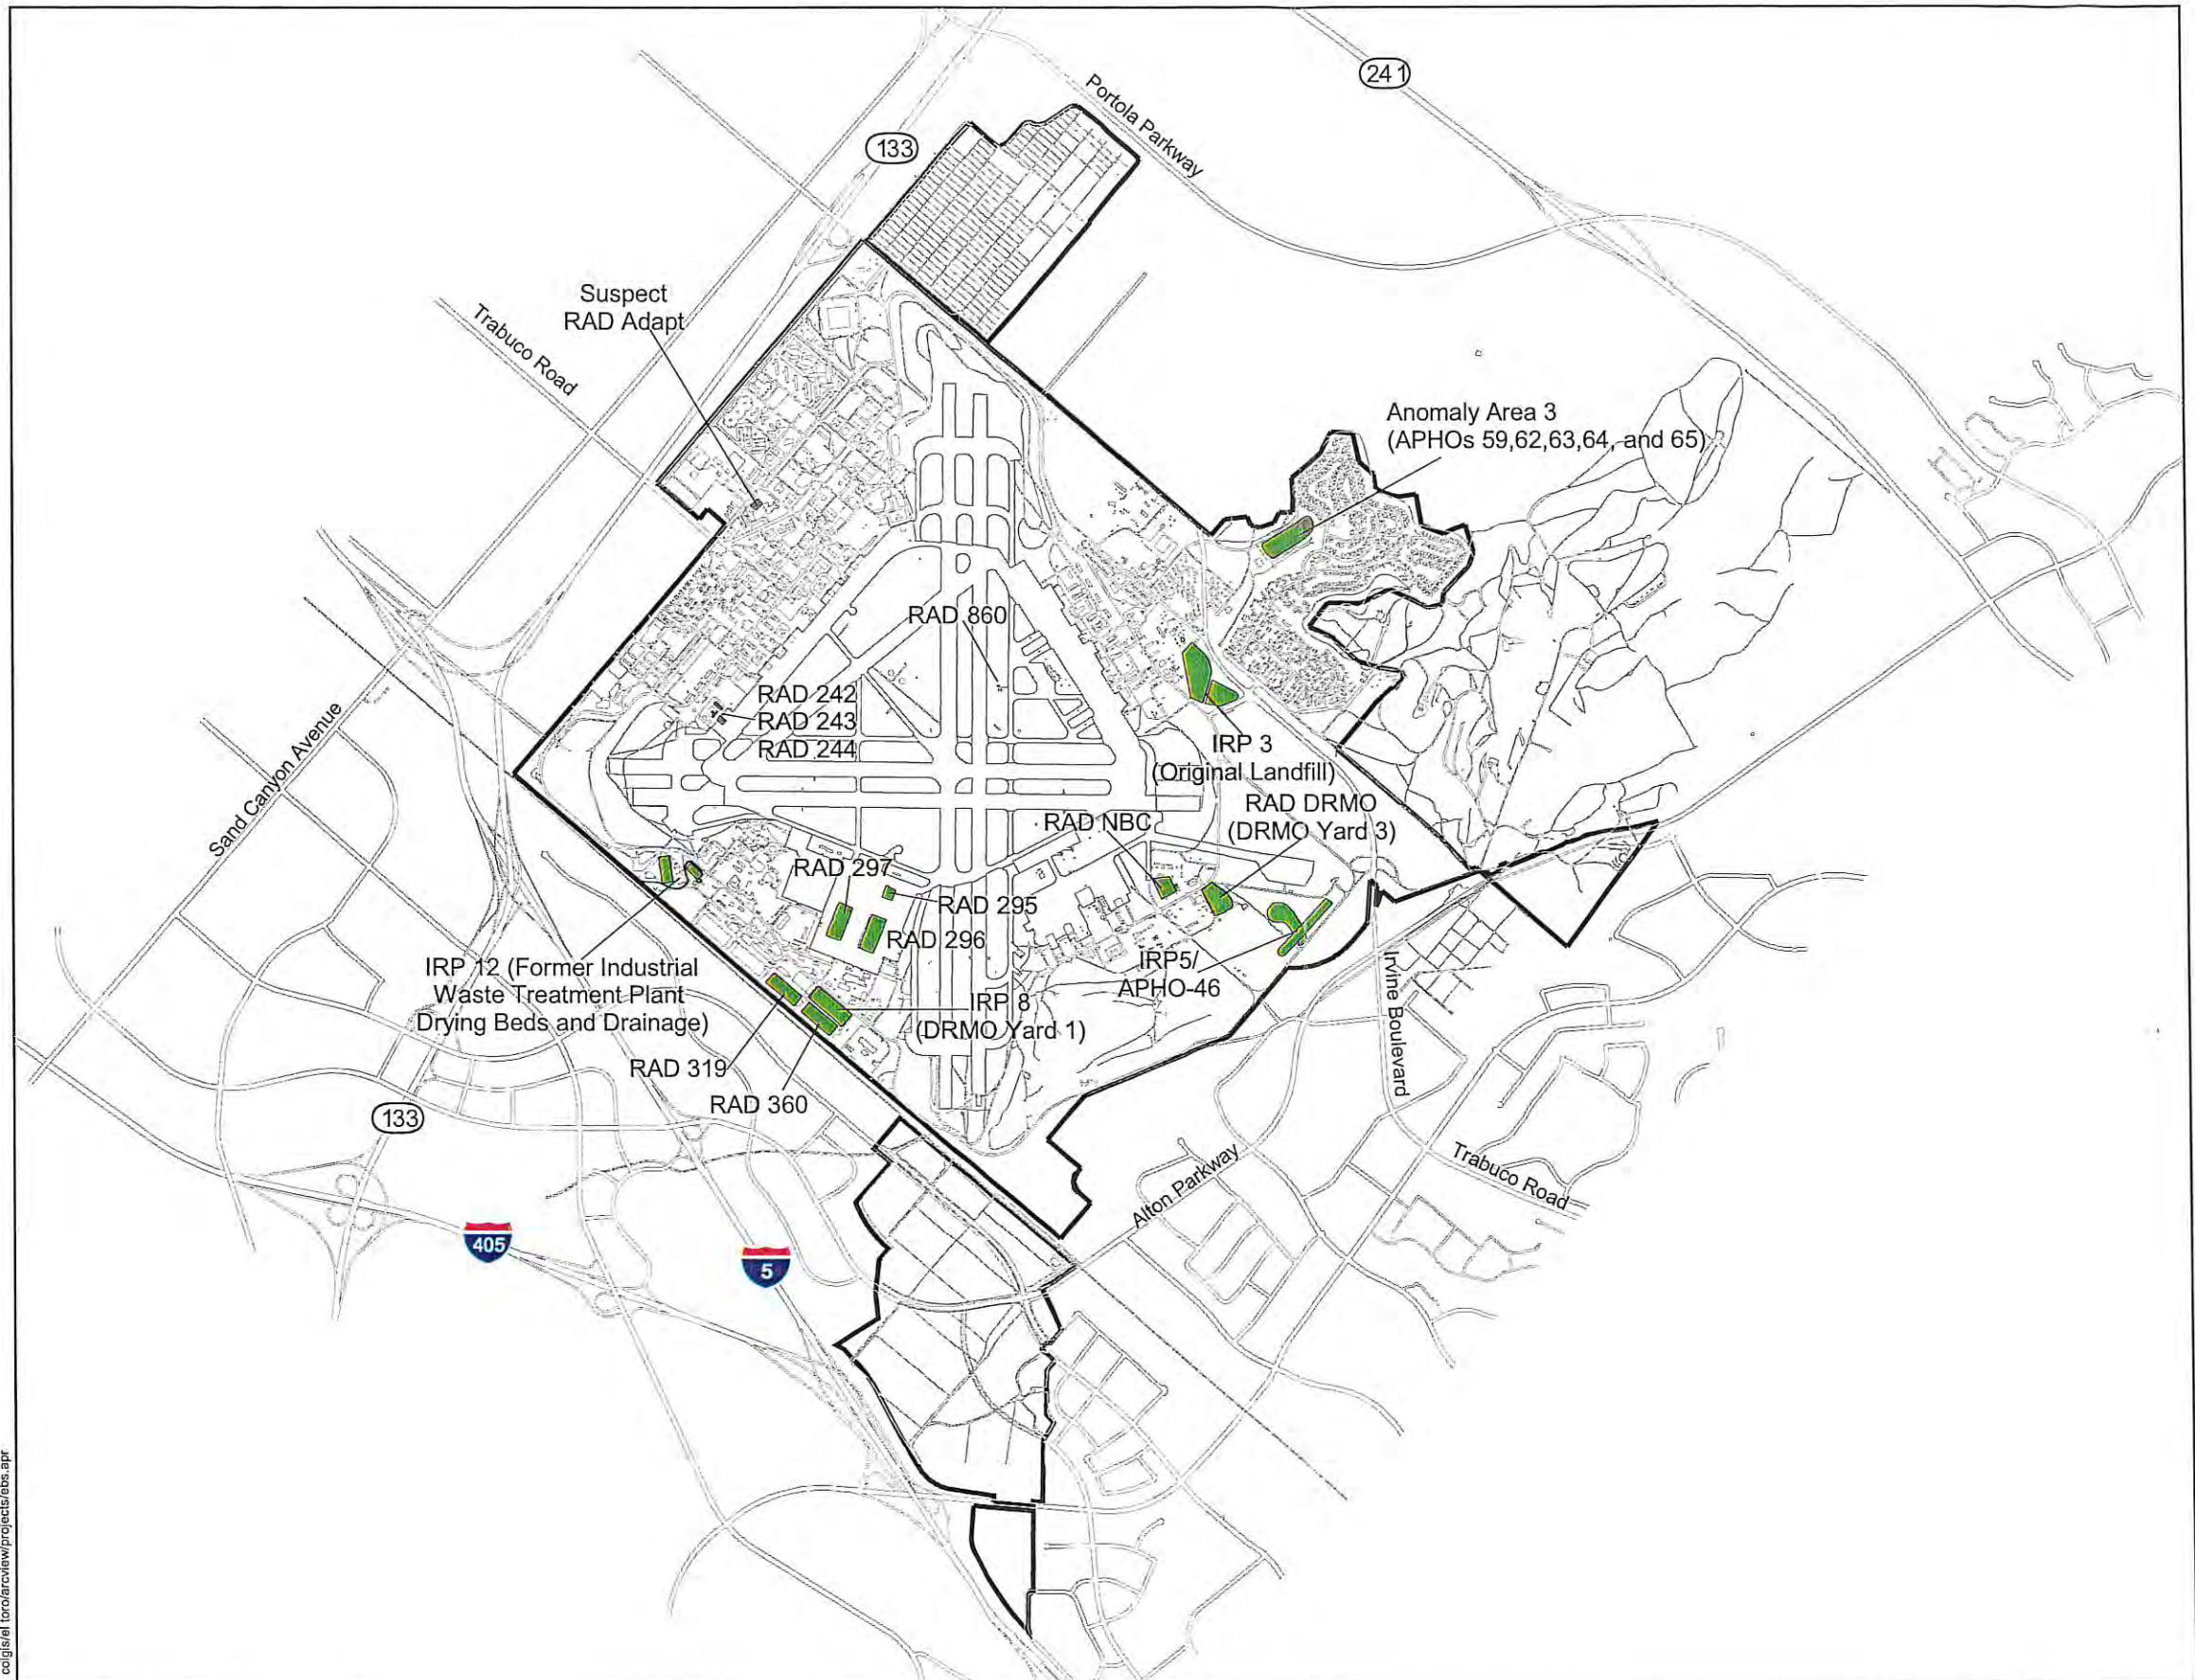 241
Portola Parkway
133
Suspect
RAD Adapt
Trabuco Road
Anomaly Area 3
(APHOs 59,62,63,64, and 65)
RAD 860
RAD 242
RAD 243
RAD 244
Sand Canyon Avenue
IRP 3
(Original Landfill)
RAD DRMO
(DRMO Yard 3)
RAD NBC
RAD 297
RAD 295
RAD 296
IRP5/
APHO-46
IRP 12 (Former Industrial
Waste Treatment Plant
Drying Beds and Drainage)
IRP 8
(DRMO Yard 1)
Irvine Boulevard
RAD 319
RAD 360
133
Trabuco Road
Alton Parkway
405
5
colgis/el toro/arcview/projects/ebs.apr